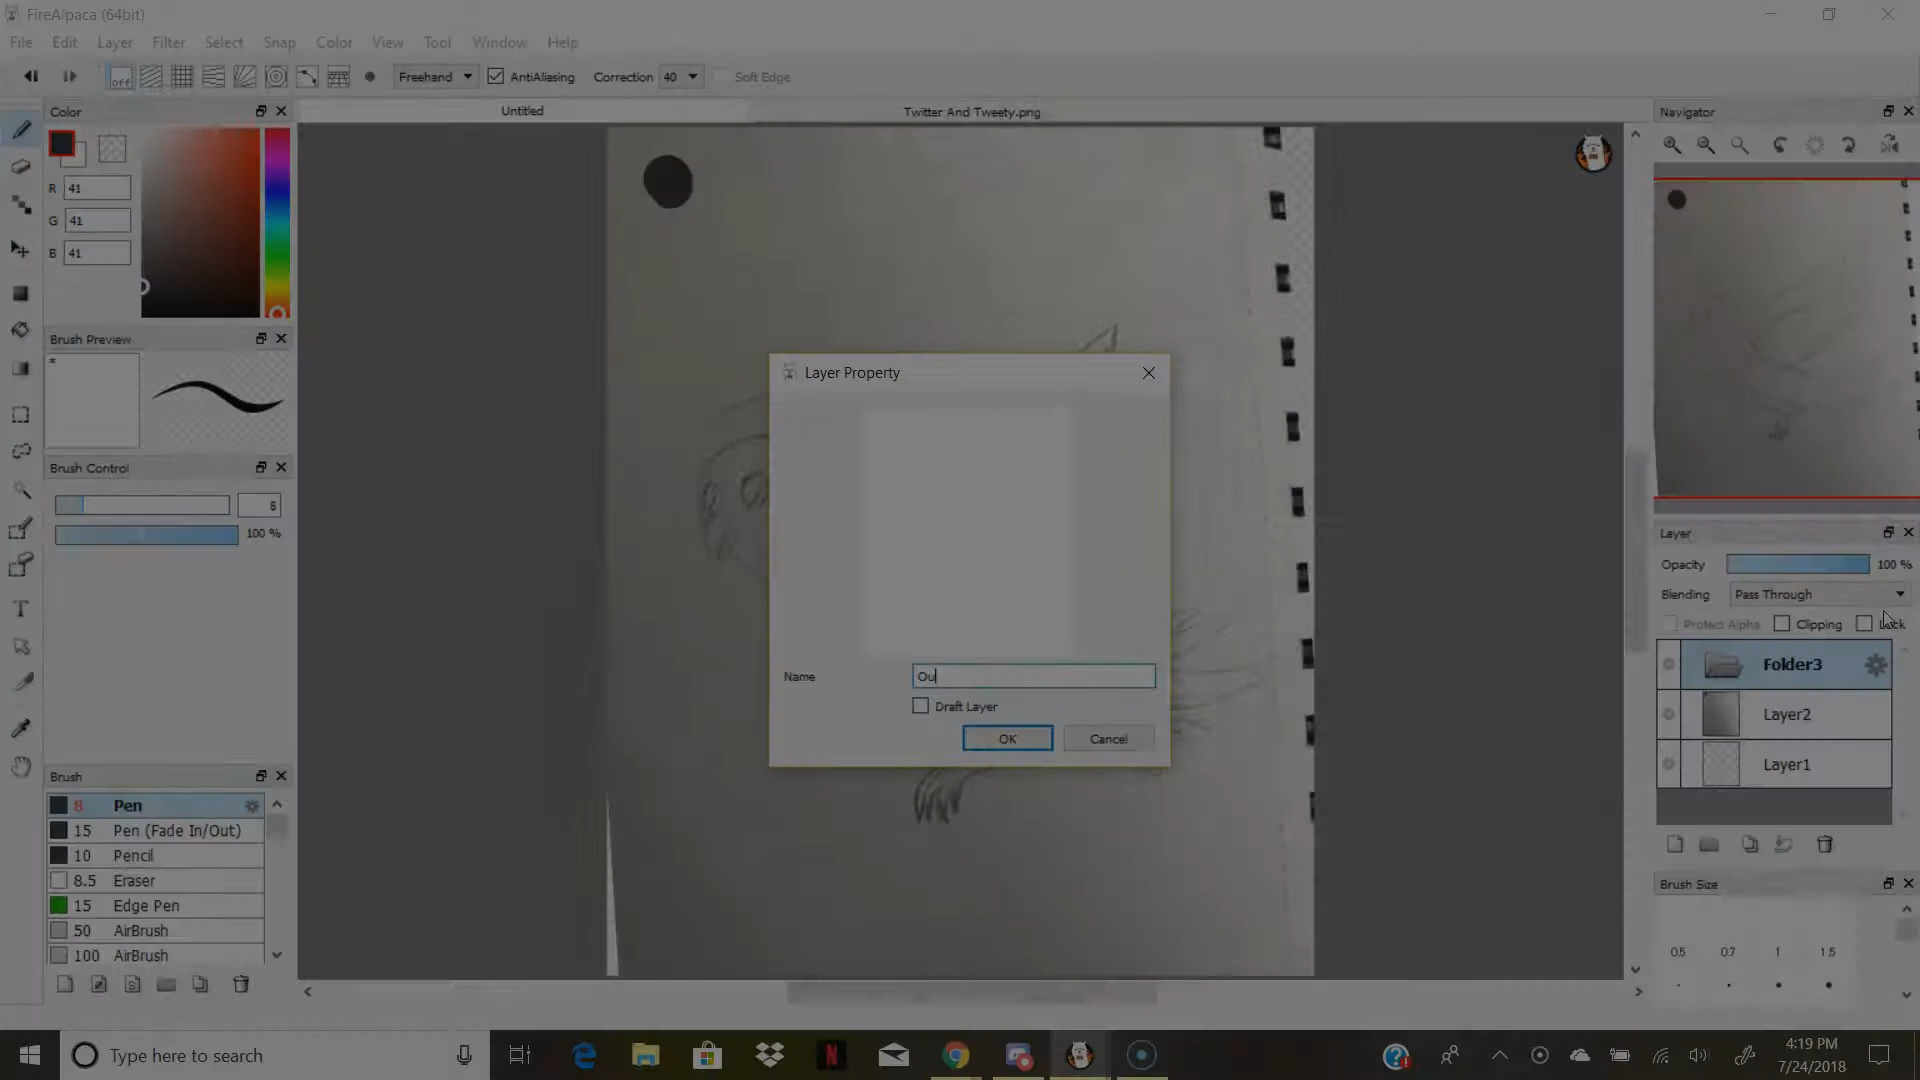 FireAlpaca (64bit)
File Edit Layer Filter Select Snap Color View Tool Window Help
off Freehand AntiAliasing Correction 40 Soft Edge
Color
Untitled
Twitter And Tweety.png
Navigator
R 41
G 41
B 41
Brush Preview
*
Layer Property
Brush Control
8
100 %
Name Ou
Draft Layer
OK Cancel
Layer
Opacity 100 %
Blending Pass Through
Protect Alpha Clipping Lock
Folder3
Layer2
Layer1
Brush
8 Pen
15 Pen (Fade In/Out)
10 Pencil
8.5 Eraser
15 Edge Pen
50 AirBrush
100 AirBrush
Brush Size
0.5 0.7 1 1.5
Type here to search
4:19 PM
7/24/2018